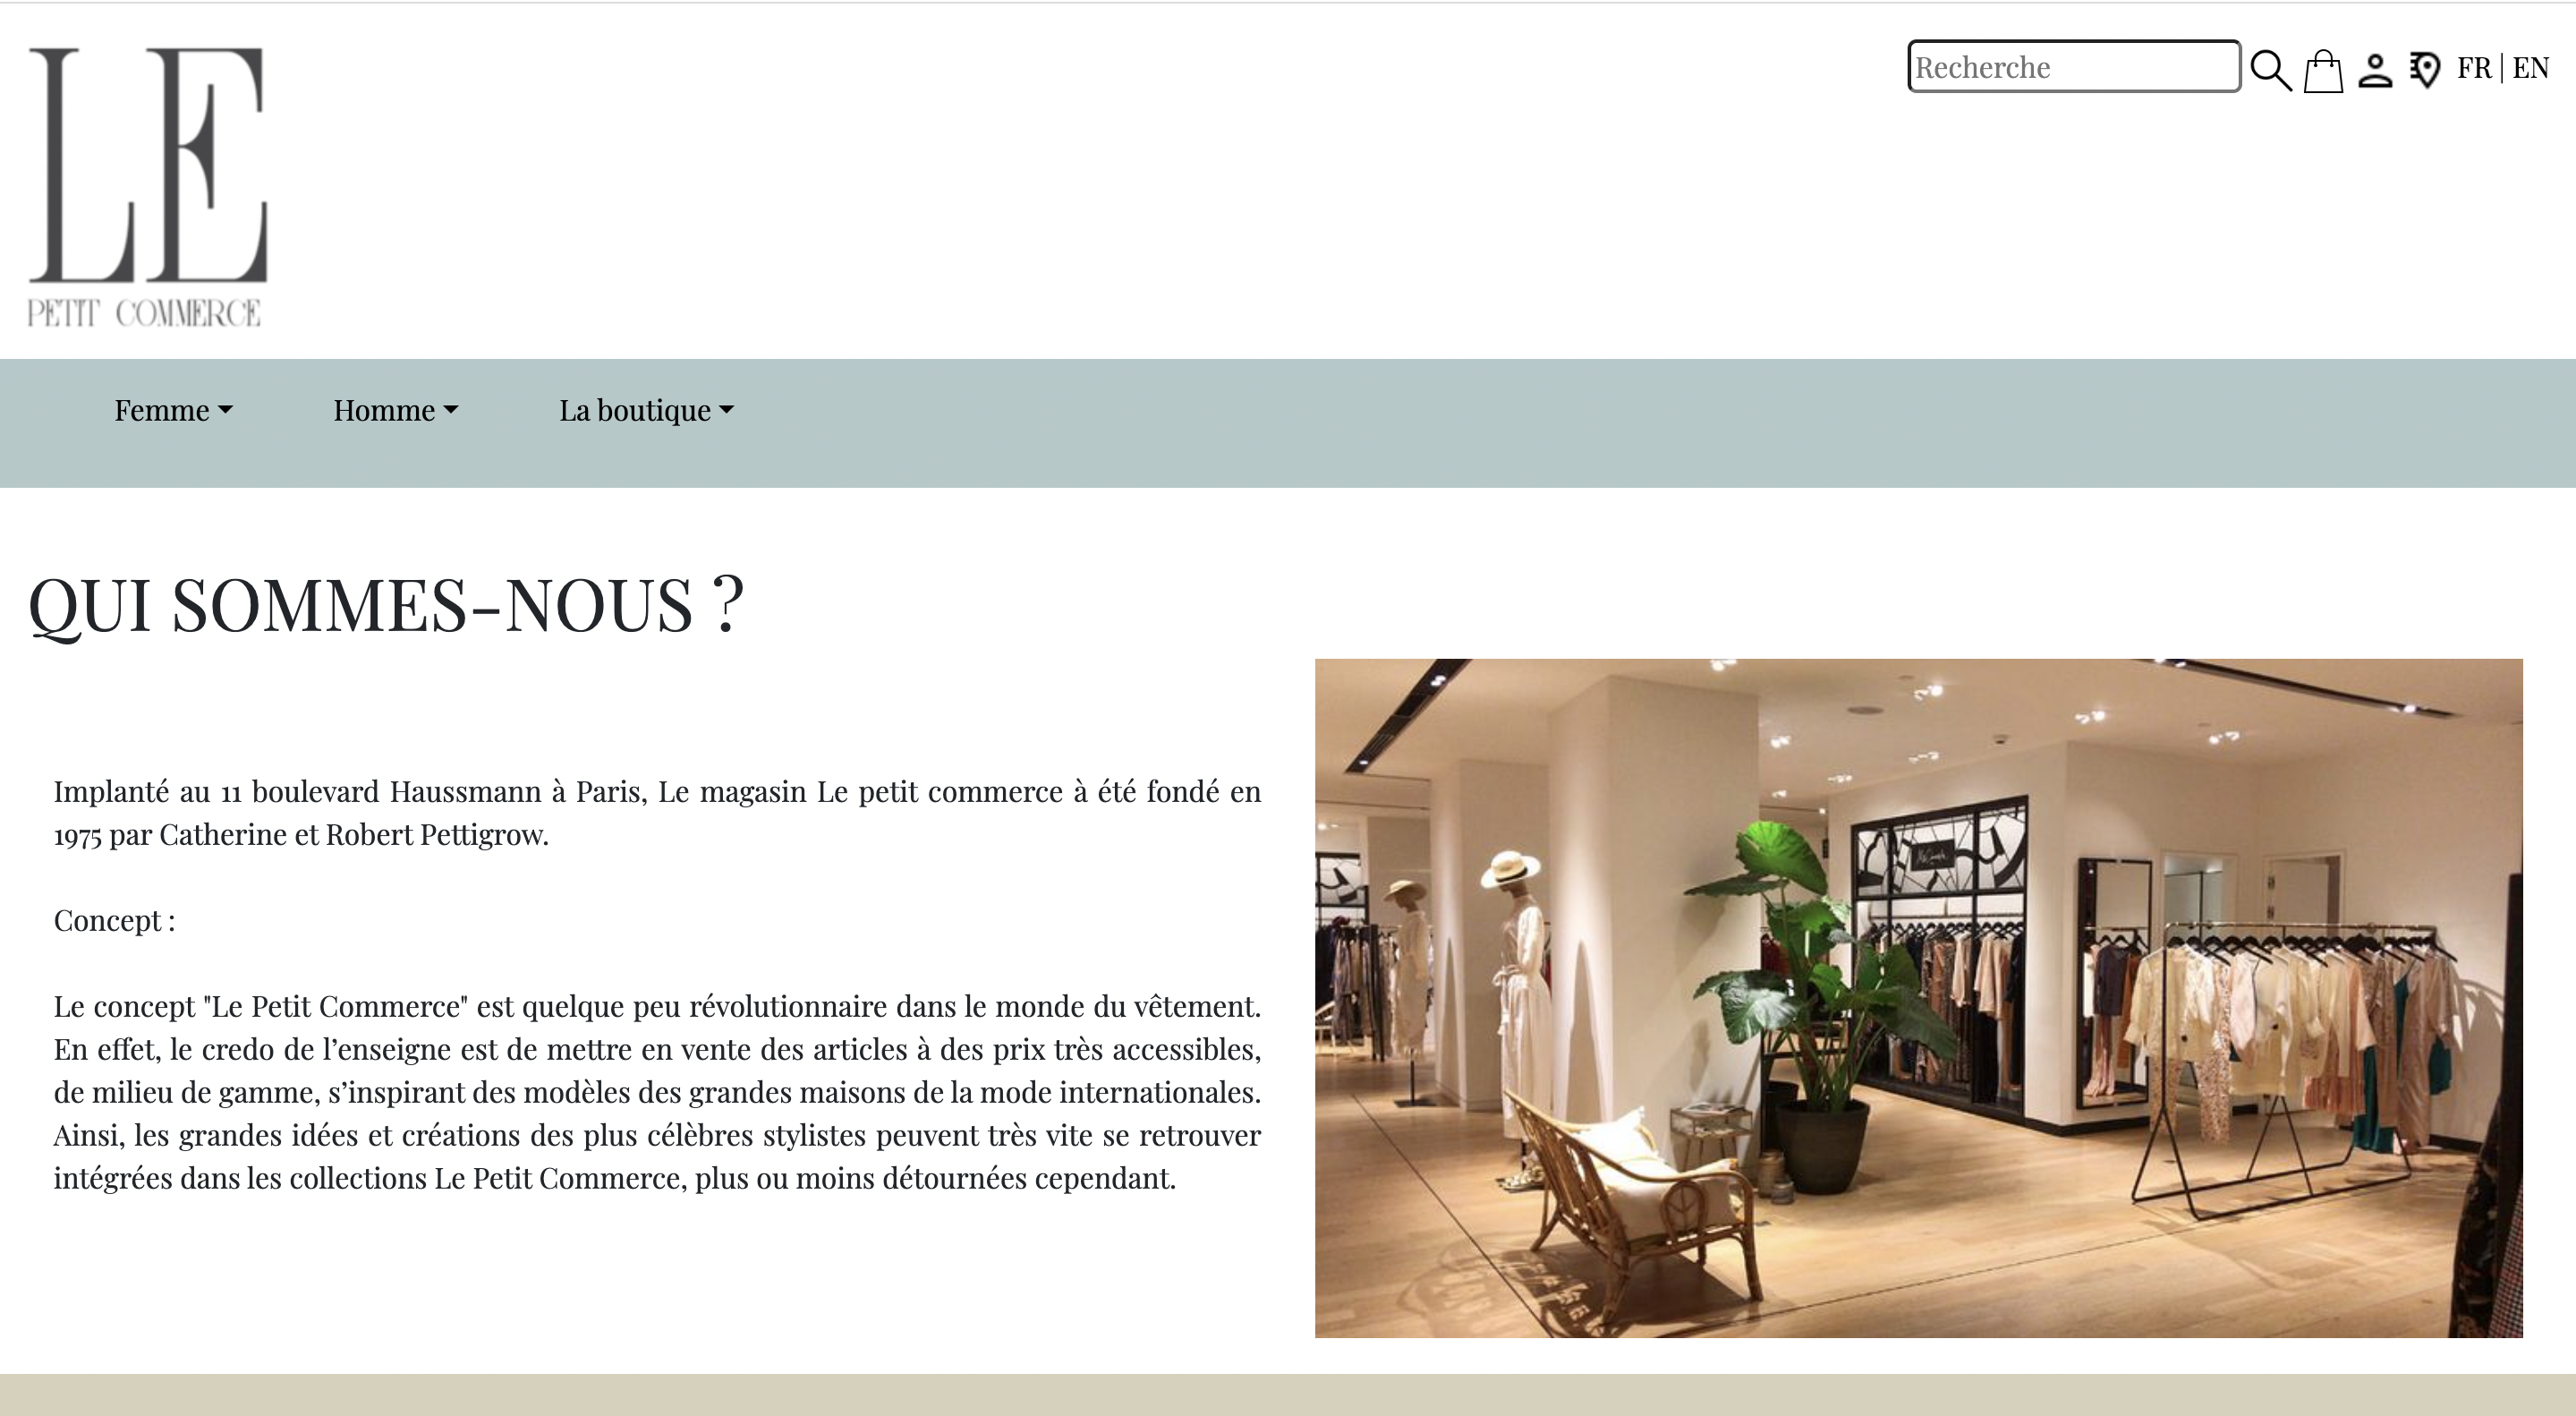 LE
PETIT COMMERCE
Recherche
FR | EN
Femme
Homme
La boutique
QUI SOMMES-NOUS ?
Implanté au 11 boulevard Haussmann à Paris, Le magasin Le petit commerce à été fondé en
1975 par Catherine et Robert Pettigrow.
Concept :
Le concept "Le Petit Commerce" est quelque peu révolutionnaire dans le monde du vêtement.
En effet, le credo de l’enseigne est de mettre en vente des articles à des prix très accessibles,
de milieu de gamme, s’inspirant des modèles des grandes maisons de la mode internationales.
Ainsi, les grandes idées et créations des plus célèbres stylistes peuvent très vite se retrouver
intégrées dans les collections Le Petit Commerce, plus ou moins détournées cependant.